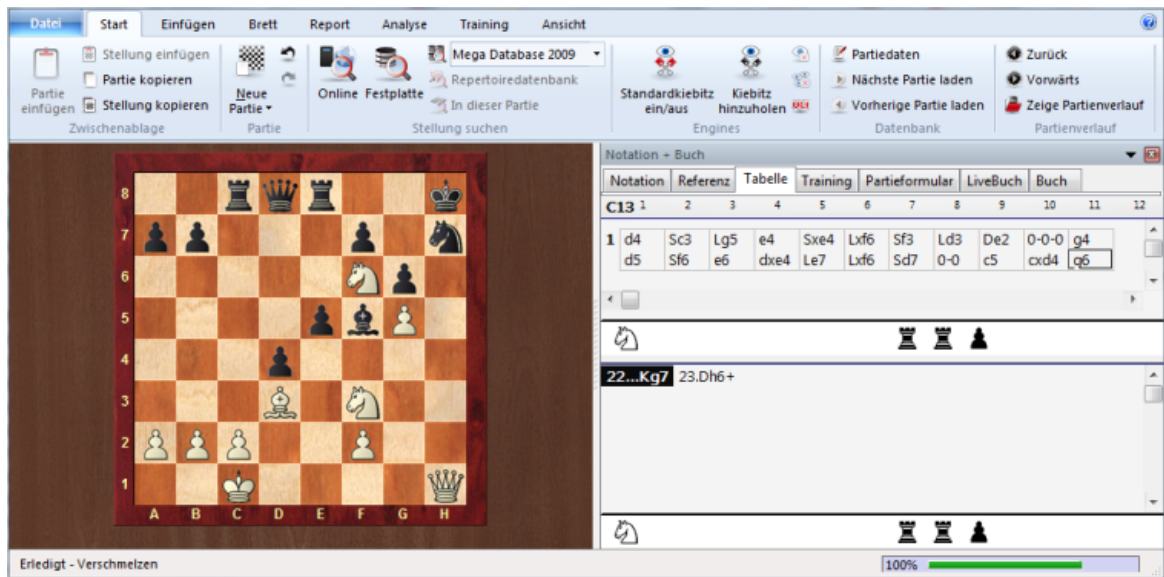 Datei Start Einfügen Brett Report Analyse Training Ansicht
Partie einfügen
Stellung einfügen
Partie kopieren
Stellung kopieren
Zwischenablage
Neue Partie
Partie
Online Festplatte
Mega Database 2009
Repertoiredatenbank
In dieser Partie
Stellung suchen
Standardkiebitz ein/aus
Kiebitz hinzuholen
UCI
Engines
Partiedaten
Nächste Partie laden
Vorherige Partie laden
Datenbank
Zurück
Vorwärts
Zeige Partienverlauf
Partienverlauf
8
7
6
5
4
3
2
1
A B C D E F G H
Notation + Buch
Notation Referenz Tabelle Training Partieformular LiveBuch Buch
C13 1 2 3 4 5 6 7 8 9 10 11 12
1 d4 Sc3 Lg5 e4 Sxe4 Lxf6 Sf3 Ld3 De2 0-0-0 g4
d5 Sf6 e6 dxe4 Le7 Lxf6 Sd7 0-0 c5 cxd4 g6
22...Kg7 23.Dh6+
Erledigt - Verschmelzen
100%